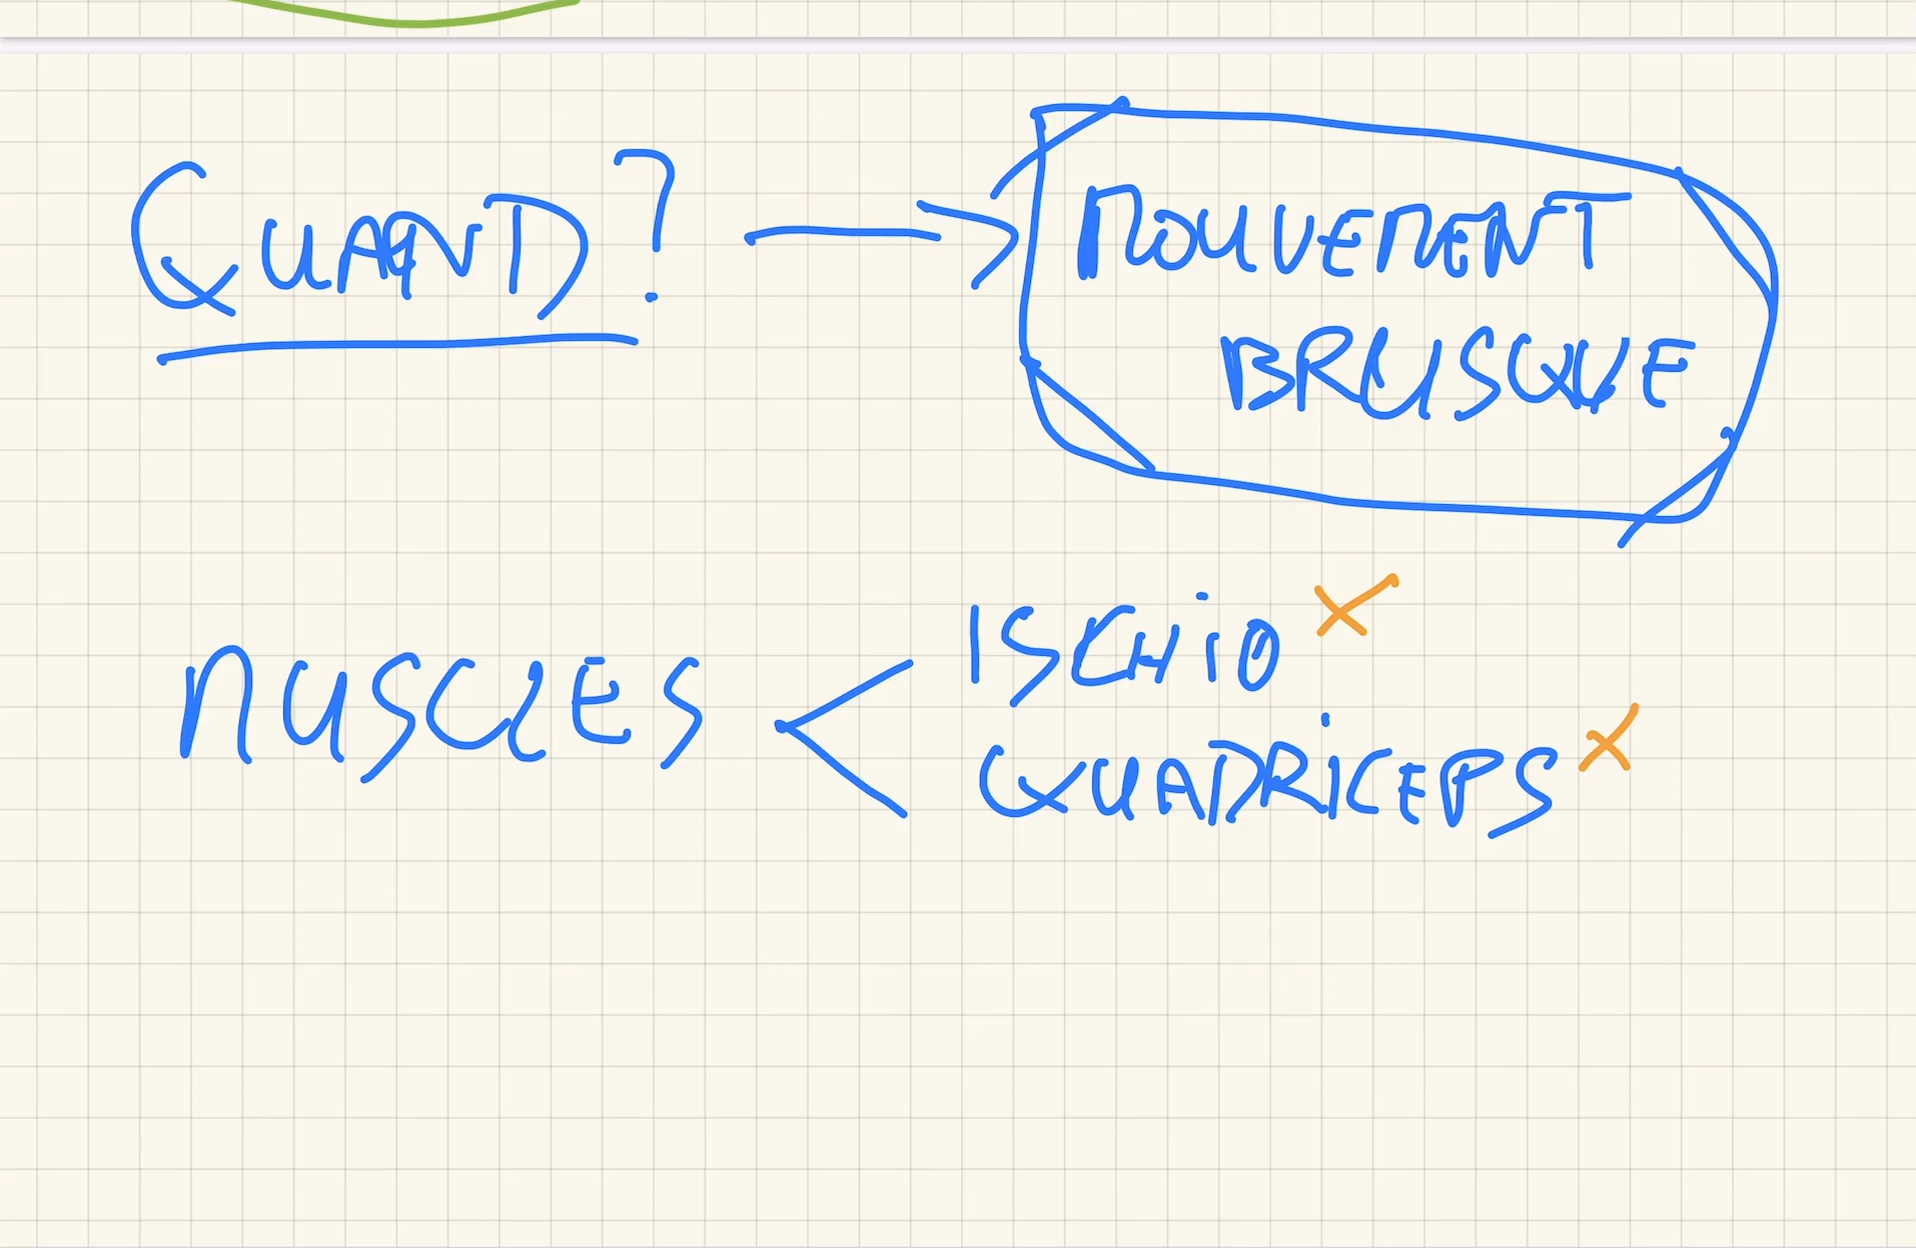 QUAND? → MOUVEMENT
BRUSQUE
MUSCLES < ISCHiO ×
QUADRiCEPS ×